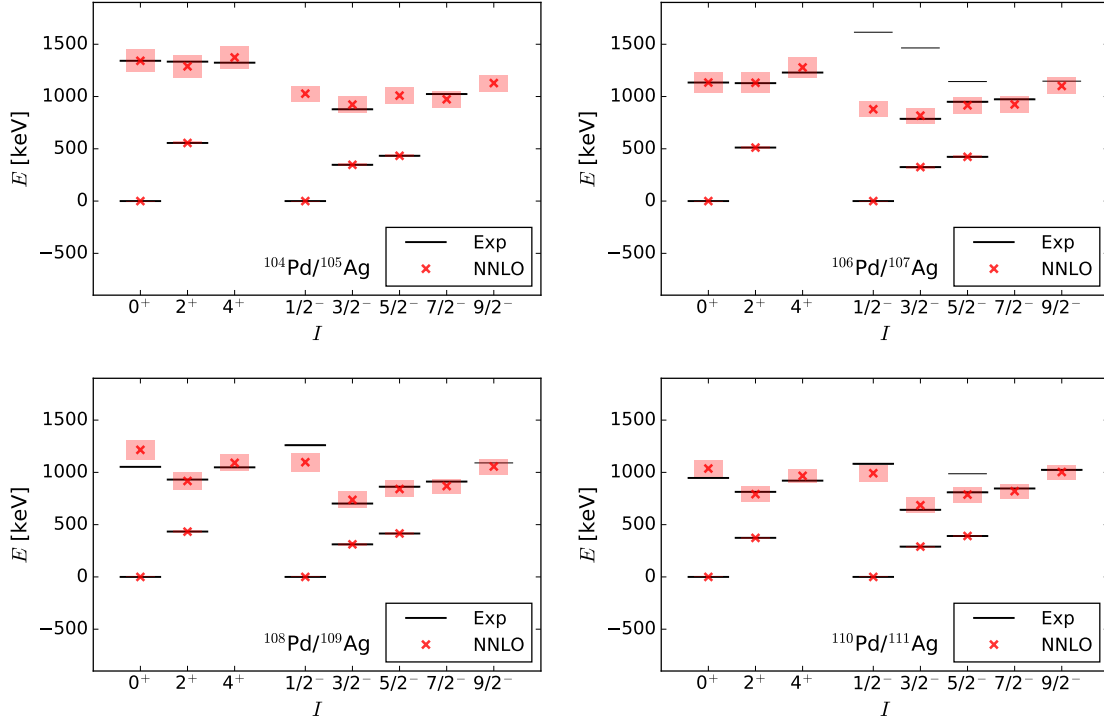 1500
1000
500
0
−500
E [keV]
Exp
NNLO
¹⁰⁴Pd/¹⁰⁵Ag
0⁺ 2⁺ 4⁺ 1/2⁻ 3/2⁻ 5/2⁻ 7/2⁻ 9/2⁻
I
1500
1000
500
0
−500
E [keV]
Exp
NNLO
¹⁰⁶Pd/¹⁰⁷Ag
0⁺ 2⁺ 4⁺ 1/2⁻ 3/2⁻ 5/2⁻ 7/2⁻ 9/2⁻
I
1500
1000
500
0
−500
E [keV]
Exp
NNLO
¹⁰⁸Pd/¹⁰⁹Ag
0⁺ 2⁺ 4⁺ 1/2⁻ 3/2⁻ 5/2⁻ 7/2⁻ 9/2⁻
I
1500
1000
500
0
−500
E [keV]
Exp
NNLO
¹¹⁰Pd/¹¹¹Ag
0⁺ 2⁺ 4⁺ 1/2⁻ 3/2⁻ 5/2⁻ 7/2⁻ 9/2⁻
I